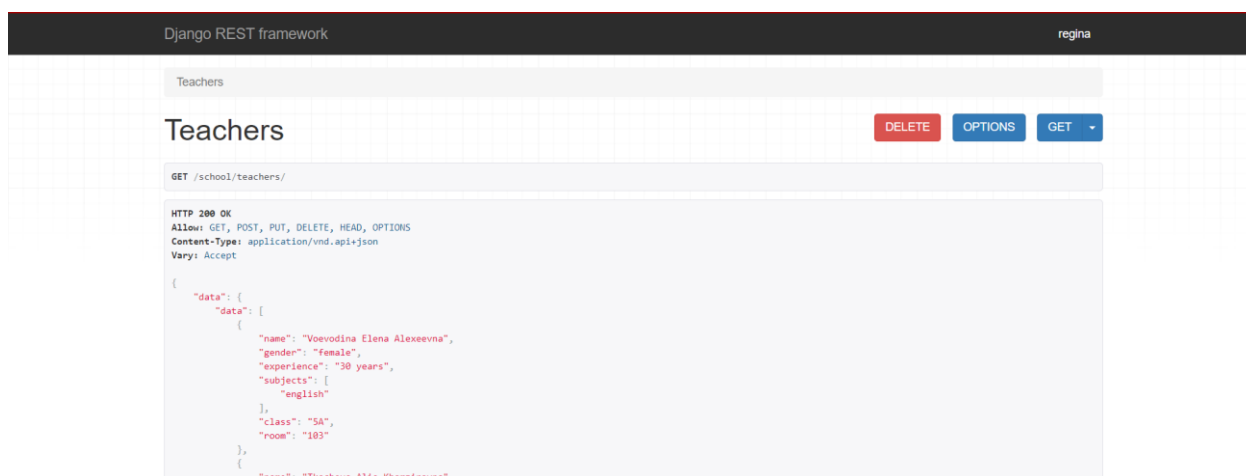 Django REST framework
regina
Teachers
Teachers
DELETE
OPTIONS
GET
GET /school/teachers/
HTTP 200 OK
Allow: GET, POST, PUT, DELETE, HEAD, OPTIONS
Content-Type: application/vnd.api+json
Vary: Accept
{
"data": {
"data": [
{
"name": "Voevodina Elena Alexeevna",
"gender": "female",
"experience": "30 years",
"subjects": [
"english"
],
"class": "5A",
"room": "103"
},
{